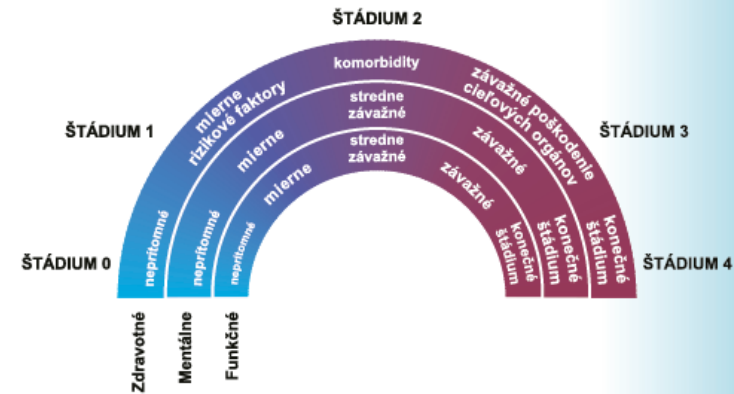 ŠTÁDIUM 2
ŠTÁDIUM 1
ŠTÁDIUM 3
ŠTÁDIUM 0
ŠTÁDIUM 4
neprítomné
mierne
rizikové faktory
komorbidity
závažné poškodenie
cieľových orgánov
konečné
štádium
neprítomné
mierne
stredne
závažné
závažné
konečné
štádium
neprítomné
mierne
stredne
závažné
závažné
konečné
štádium
Zdravotné
Mentálne
Funkčné